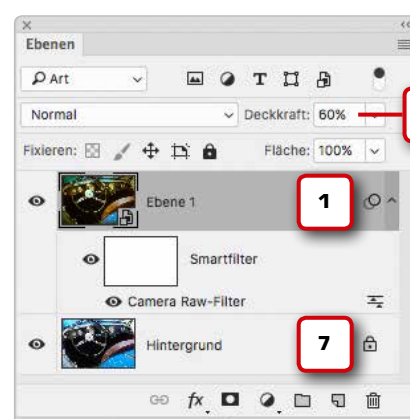 Ebenen
Art
Normal Deckkraft: 60%
Fixieren: Fläche: 100%
Ebene 1 1
Smartfilter
Camera Raw-Filter
Hintergrund 7
fx